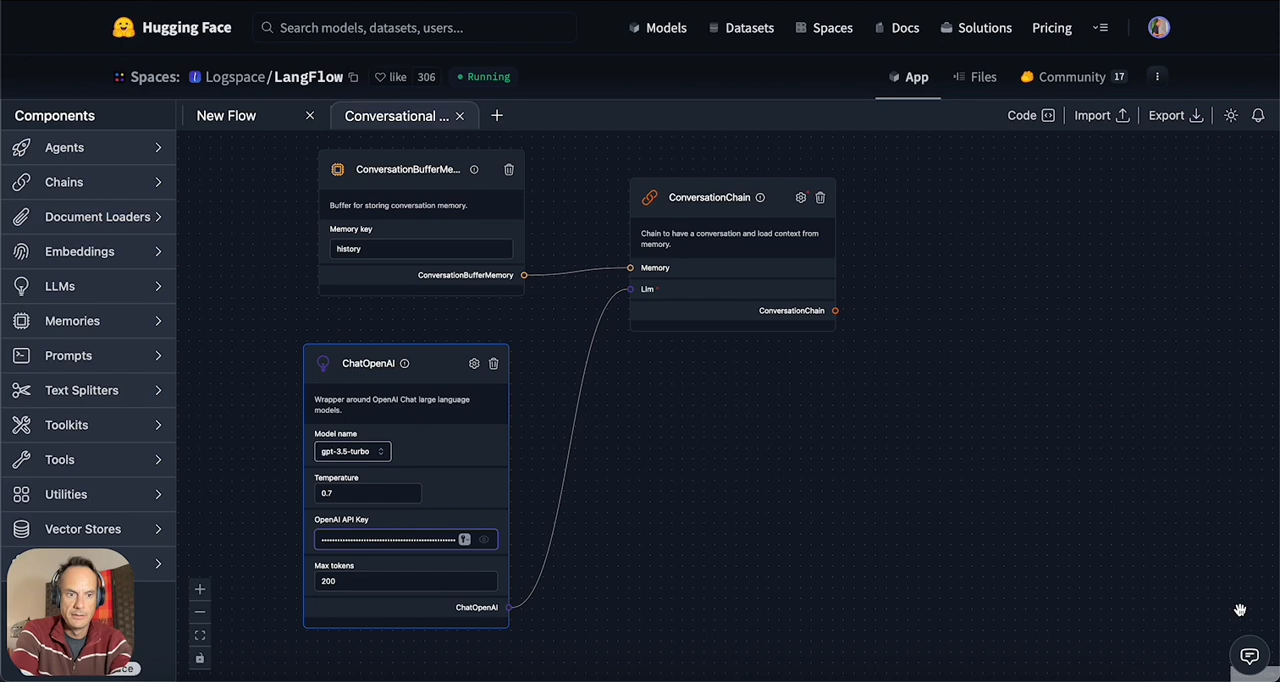 Hugging Face
Search models, datasets, users...
Models
Datasets
Spaces
Docs
Solutions
Pricing
Spaces:
Logspace/LangFlow
like
306
Running
App
Files
Community
17
Components
New Flow
Conversational ...
Code
Import
Export
Agents
Chains
Document Loaders
Embeddings
LLMs
Memories
Prompts
Text Splitters
Toolkits
Tools
Utilities
Vector Stores
ConversationBufferMe...
Buffer for storing conversation memory.
Memory key
history
ConversationBufferMemory
ConversationChain
Chain to have a conversation and load context from
memory.
Memory
Llm *
ConversationChain
ChatOpenAI
Wrapper around OpenAI Chat large language
models.
Model name
gpt-3.5-turbo
Temperature
0.7
OpenAI API Key
Max tokens
200
ChatOpenAI